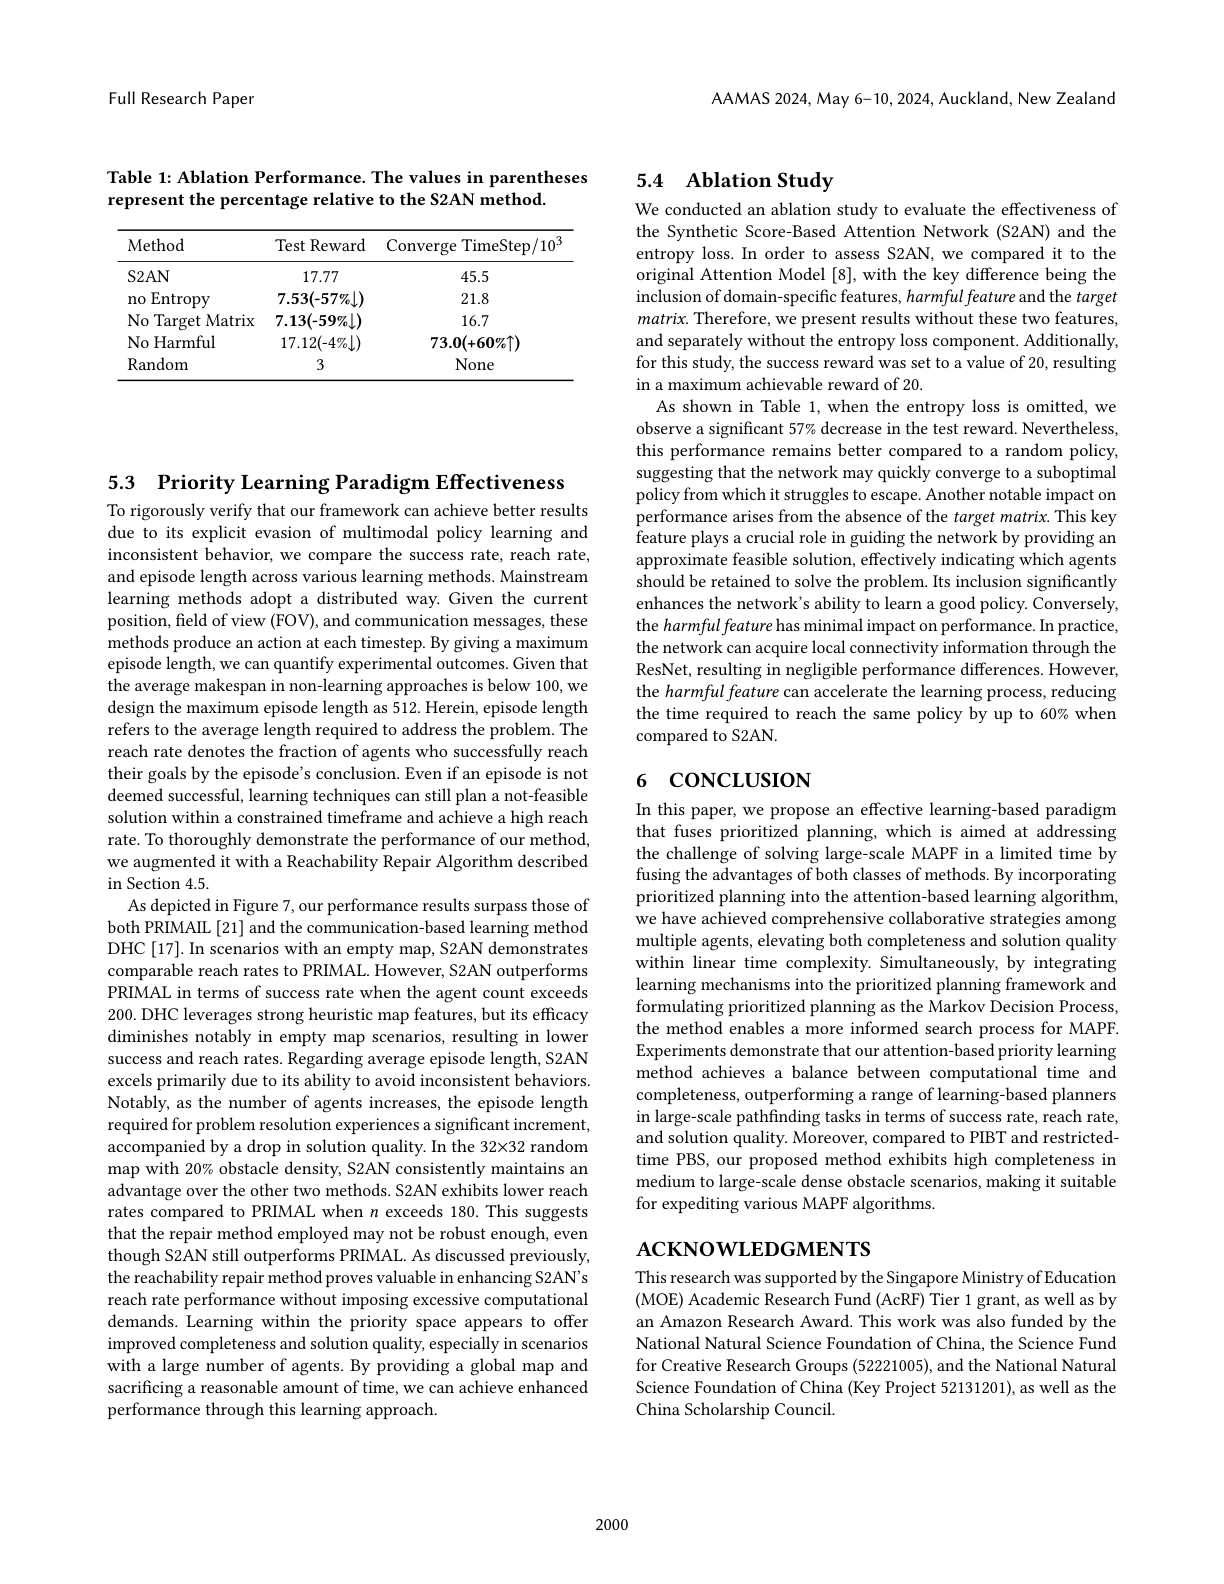 Full Research Paper
AAMAS 2024, May 6–10, 2024, Auckland, New Zealand
Table 1: Ablation Performance. The values in parentheses
represent the percentage relative to the S2AN method.
Method Test Reward Converge TimeStep/10³
S2AN 17.77 45.5
no Entropy 7.53(-57%↓) 21.8
No Target Matrix 7.13(-59%↓) 16.7
No Harmful 17.12(-4%↓) 73.0(+60%↑)
Random 3 None
5.3 Priority Learning Paradigm Effectiveness
To rigorously verify that our framework can achieve better results
due to its explicit evasion of multimodal policy learning and
inconsistent behavior, we compare the success rate, reach rate,
and episode length across various learning methods. Mainstream
learning methods adopt a distributed way. Given the current
position, field of view (FOV), and communication messages, these
methods produce an action at each timestep. By giving a maximum
episode length, we can quantify experimental outcomes. Given that
the average makespan in non-learning approaches is below 100, we
design the maximum episode length as 512. Herein, episode length
refers to the average length required to address the problem. The
reach rate denotes the fraction of agents who successfully reach
their goals by the episode's conclusion. Even if an episode is not
deemed successful, learning techniques can still plan a not-feasible
solution within a constrained timeframe and achieve a high reach
rate. To thoroughly demonstrate the performance of our method,
we augmented it with a Reachability Repair Algorithm described
in Section 4.5.
As depicted in Figure 7, our performance results surpass those of
both PRIMAIL [21] and the communication-based learning method
DHC [17]. In scenarios with an empty map, S2AN demonstrates
comparable reach rates to PRIMAL. However, S2AN outperforms
PRIMAL in terms of success rate when the agent count exceeds
200. DHC leverages strong heuristic map features, but its efficacy
diminishes notably in empty map scenarios, resulting in lower
success and reach rates. Regarding average episode length, S2AN
excels primarily due to its ability to avoid inconsistent behaviors.
Notably, as the number of agents increases, the episode length
required for problem resolution experiences a significant increment,
accompanied by a drop in solution quality. In the 32×32 random
map with 20% obstacle density, S2AN consistently maintains an
advantage over the other two methods. S2AN exhibits lower reach
rates compared to PRIMAL when n exceeds 180. This suggests
that the repair method employed may not be robust enough, even
though S2AN still outperforms PRIMAL. As discussed previously,
the reachability repair method proves valuable in enhancing S2AN's
reach rate performance without imposing excessive computational
demands. Learning within the priority space appears to offer
improved completeness and solution quality, especially in scenarios
with a large number of agents. By providing a global map and
sacrificing a reasonable amount of time, we can achieve enhanced
performance through this learning approach.
5.4 Ablation Study
We conducted an ablation study to evaluate the effectiveness of
the Synthetic Score-Based Attention Network (S2AN) and the
entropy loss. In order to assess S2AN, we compared it to the
original Attention Model [8], with the key difference being the
inclusion of domain-specific features, harmful feature and the target
matrix. Therefore, we present results without these two features,
and separately without the entropy loss component. Additionally,
for this study, the success reward was set to a value of 20, resulting
in a maximum achievable reward of 20.
As shown in Table 1, when the entropy loss is omitted, we
observe a significant 57% decrease in the test reward. Nevertheless,
this performance remains better compared to a random policy,
suggesting that the network may quickly converge to a suboptimal
policy from which it struggles to escape. Another notable impact on
performance arises from the absence of the target matrix. This key
feature plays a crucial role in guiding the network by providing an
approximate feasible solution, effectively indicating which agents
should be retained to solve the problem. Its inclusion significantly
enhances the network's ability to learn a good policy. Conversely,
the harmful feature has minimal impact on performance. In practice,
the network can acquire local connectivity information through the
ResNet, resulting in negligible performance differences. However,
the harmful feature can accelerate the learning process, reducing
the time required to reach the same policy by up to 60% when
compared to S2AN.
6 CONCLUSION
In this paper, we propose an effective learning-based paradigm
that fuses prioritized planning, which is aimed at addressing
the challenge of solving large-scale MAPF in a limited time by
fusing the advantages of both classes of methods. By incorporating
prioritized planning into the attention-based learning algorithm,
we have achieved comprehensive collaborative strategies among
multiple agents, elevating both completeness and solution quality
within linear time complexity. Simultaneously, by integrating
learning mechanisms into the prioritized planning framework and
formulating prioritized planning as the Markov Decision Process,
the method enables a more informed search process for MAPF.
Experiments demonstrate that our attention-based priority learning
method achieves a balance between computational time and
completeness, outperforming a range of learning-based planners
in large-scale pathfinding tasks in terms of success rate, reach rate,
and solution quality. Moreover, compared to PIBT and restricted-
time PBS, our proposed method exhibits high completeness in
medium to large-scale dense obstacle scenarios, making it suitable
for expediting various MAPF algorithms.
ACKNOWLEDGMENTS
This research was supported by the Singapore Ministry of Education
(MOE) Academic Research Fund (AcRF) Tier 1 grant, as well as by
an Amazon Research Award. This work was also funded by the
National Natural Science Foundation of China, the Science Fund
for Creative Research Groups (52221005), and the National Natural
Science Foundation of China (Key Project 52131201), as well as the
China Scholarship Council.
2000